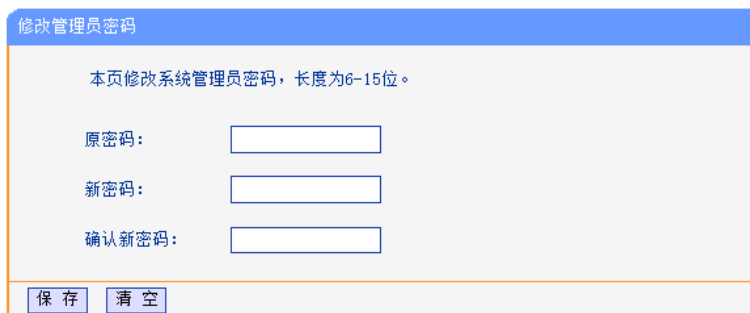 修改管理员密码
本页修改系统管理员密码，长度为6-15位。
原密码：
新密码：
确认新密码：
保 存 清 空